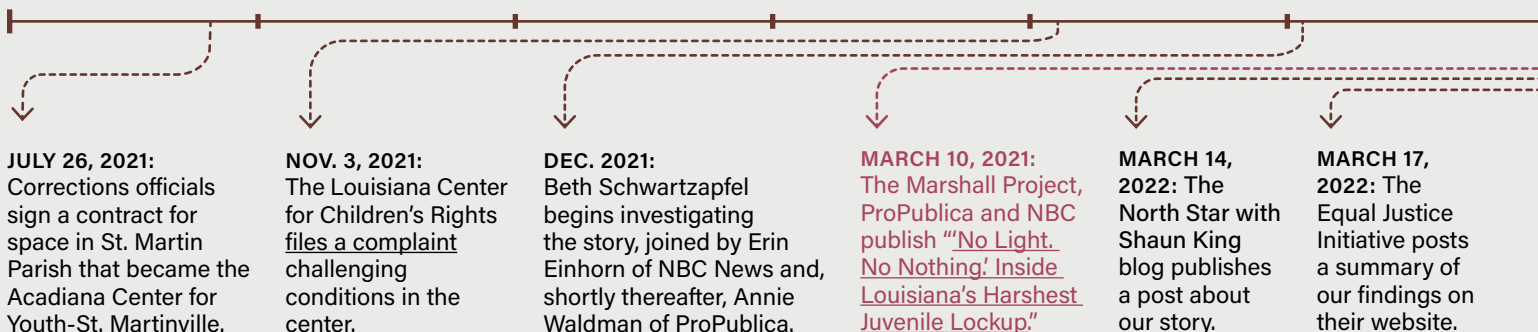 JULY 26, 2021:
Corrections officials
sign a contract for
space in St. Martin
Parish that became the
Acadiana Center for
Youth-St. Martinville.
NOV. 3, 2021:
The Louisiana Center
for Children’s Rights
files a complaint
challenging
conditions in the
center.
DEC. 2021:
Beth Schwartzapfel
begins investigating
the story, joined by Erin
Einhorn of NBC News and,
shortly thereafter, Annie
Waldman of ProPublica.
MARCH 10, 2021:
The Marshall Project,
ProPublica and NBC
publish “‘No Light.
No Nothing.’ Inside
Louisiana’s Harshest
Juvenile Lockup.”
MARCH 14,
2022: The
North Star with
Shaun King
blog publishes
a post about
our story.
MARCH 17,
2022: The
Equal Justice
Initiative posts
a summary of
our findings on
their website.